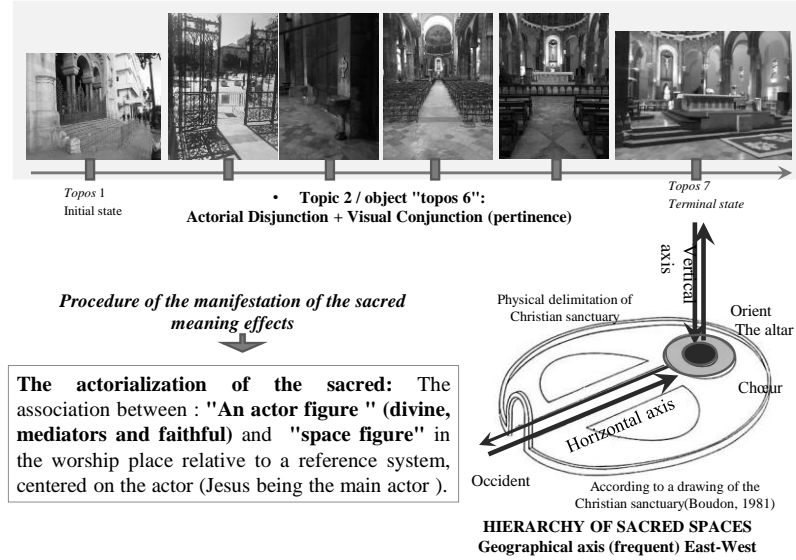 Topos 1
Initial state
• Topic 2 / object "topos 6":
Actorial Disjunction + Visual Conjunction (pertinence)
Topos 7
Terminal state
Procedure of the manifestation of the sacred
meaning effects
The actorialization of the sacred: The
association between : "An actor figure " (divine,
mediators and faithful) and "space figure" in
the worship place relative to a reference system,
centered on the actor (Jesus being the main actor ).
Vertical
axis
Physical delimitation of
Christian sanctuary
Orient
The altar
Chœur
Horizontal axis
Occident
According to a drawing of the
Christian sanctuary(Boudon, 1981)
HIERARCHY OF SACRED SPACES
Geographical axis (frequent) East-West